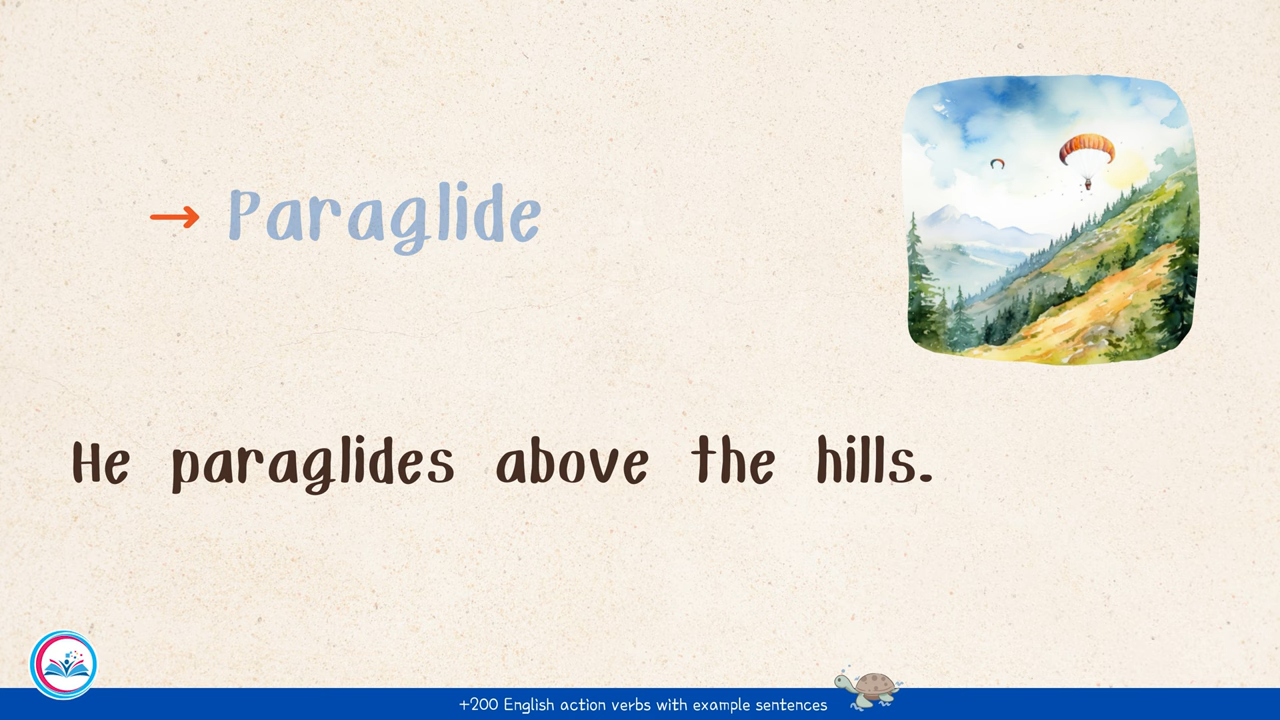 → Paraglide
He paraglides above the hills.
+200 English action verbs with example sentences